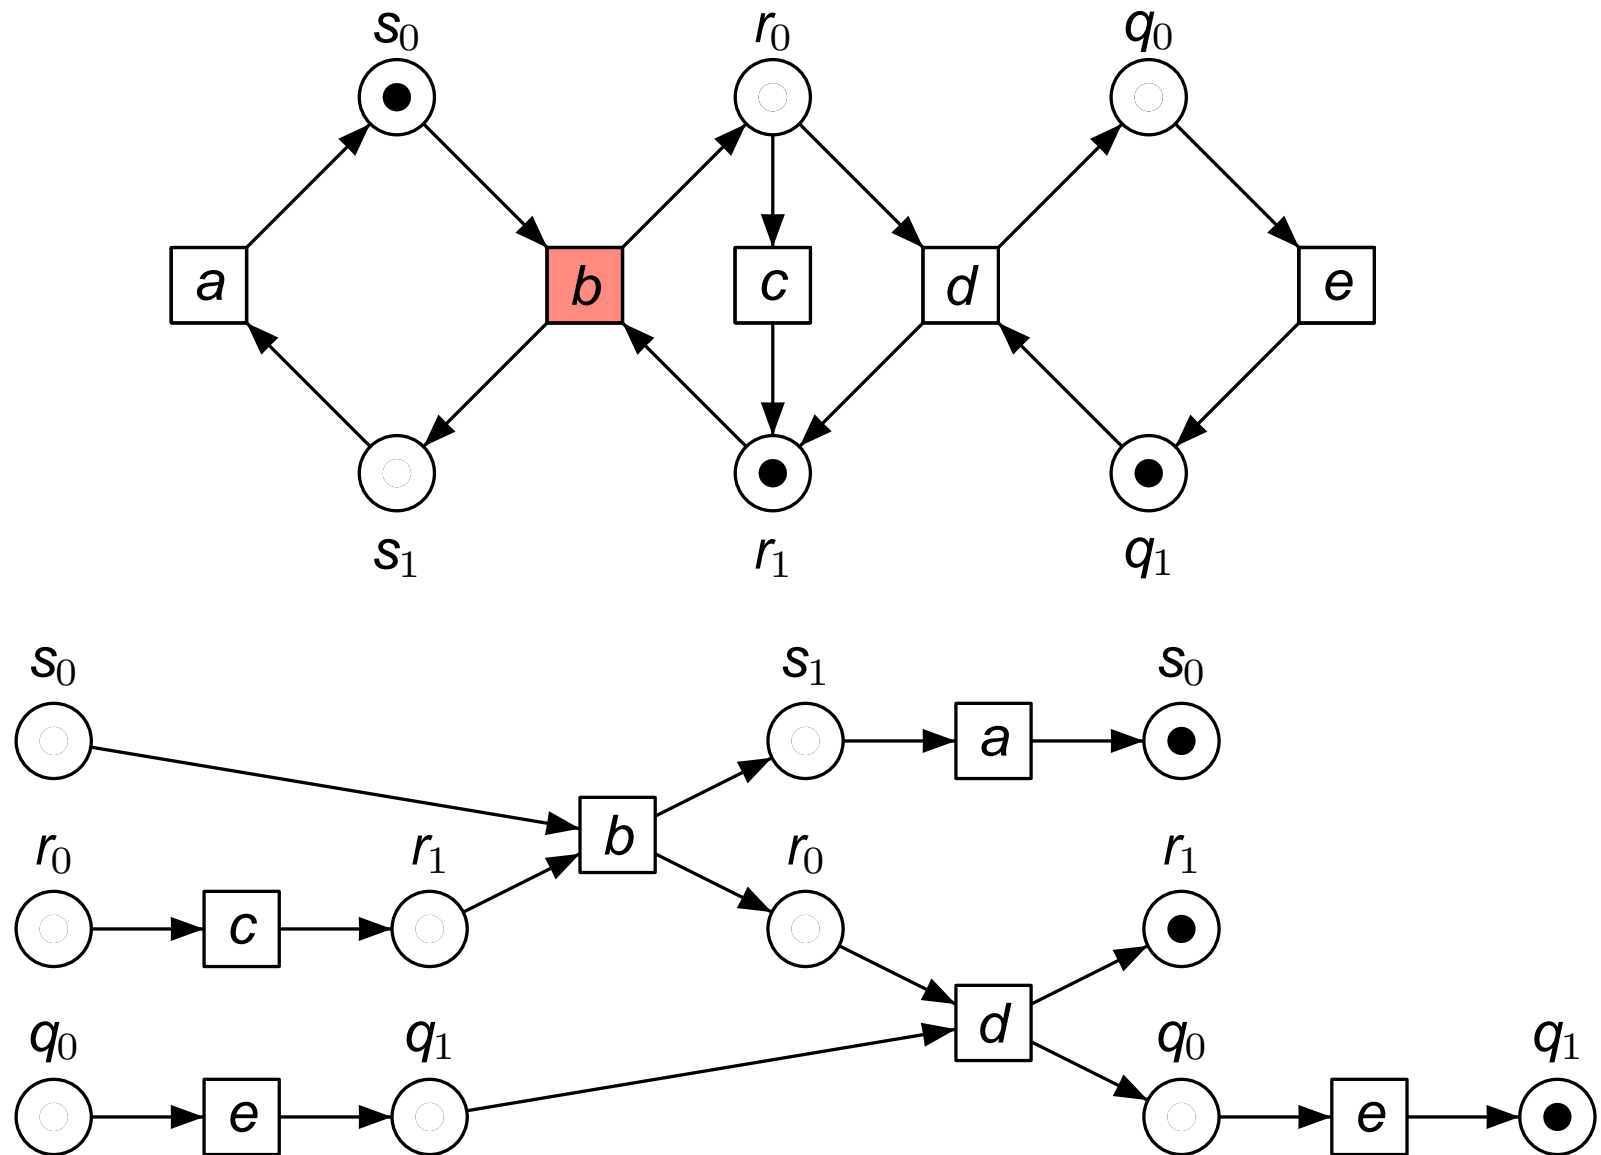 s₀ r₀ q₀
a b c d e
s₁ r₁ q₁
s₀ s₁ s₀
a
b
r₀ r₁ r₀ r₁
c
d
q₀ q₁ q₀ q₁
e e